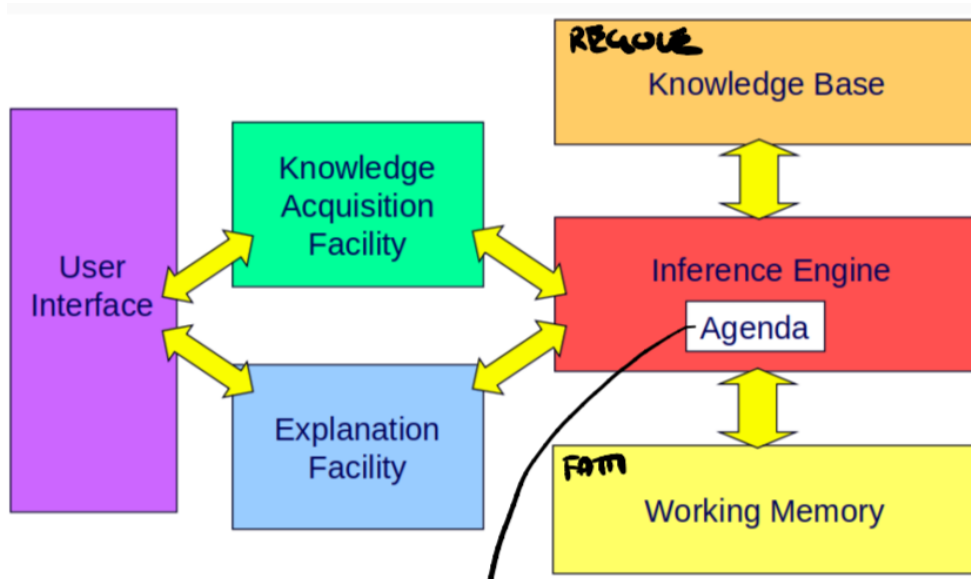 REGOLE
Knowledge Base
Knowledge
Acquisition
Facility
User
Interface
Inference Engine
Agenda
Explanation
Facility
FATTI
Working Memory